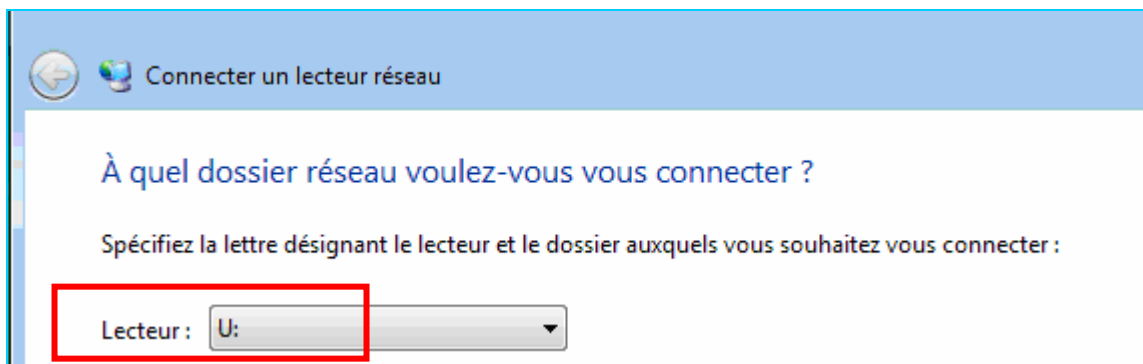 Connecter un lecteur réseau
À quel dossier réseau voulez-vous vous connecter ?
Spécifiez la lettre désignant le lecteur et le dossier auxquels vous souhaitez vous connecter :
Lecteur : U: